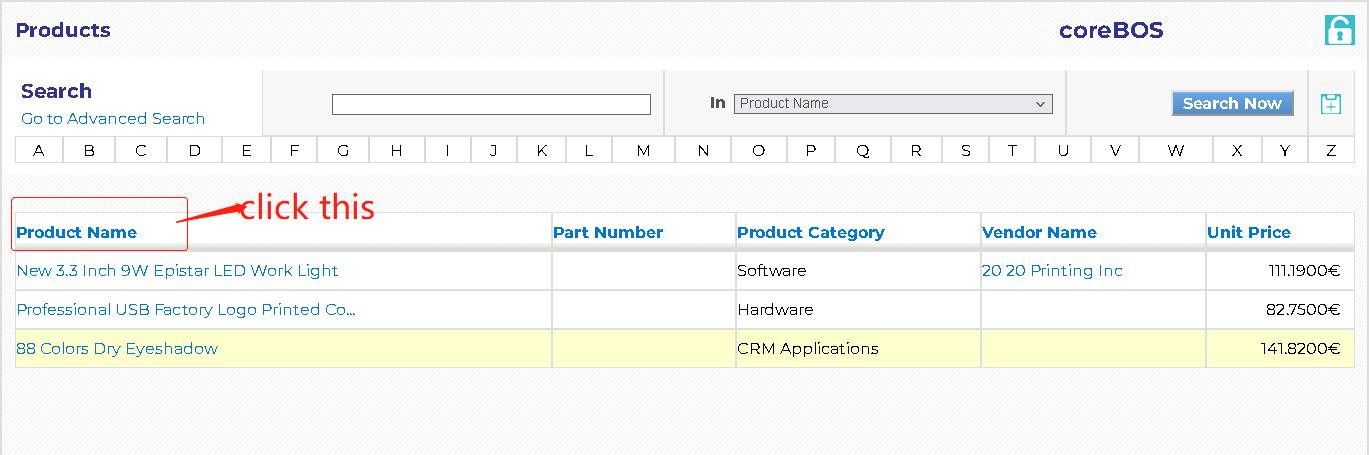 Products coreBOS
Search
Go to Advanced Search
In Product Name Search Now
A B C D E F G H I J K L M N O P Q R S T U V W X Y Z
click this
Product Name Part Number Product Category Vendor Name Unit Price
New 3.3 Inch 9W Epistar LED Work Light Software 20 20 Printing Inc 111.1900€
Professional USB Factory Logo Printed Co... Hardware 82.7500€
88 Colors Dry Eyeshadow CRM Applications 141.8200€